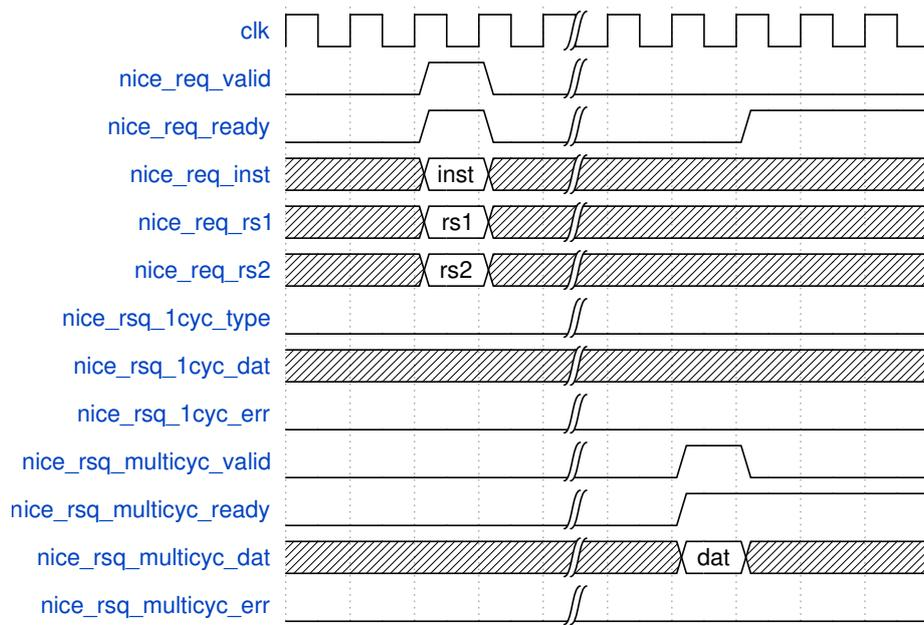 clk
nice_req_valid
nice_req_ready
nice_req_inst inst
nice_req_rs1 rs1
nice_req_rs2 rs2
nice_rsq_1cyc_type
nice_rsq_1cyc_dat
nice_rsq_1cyc_err
nice_rsq_multicyc_valid
nice_rsq_multicyc_ready
nice_rsq_multicyc_dat dat
nice_rsq_multicyc_err